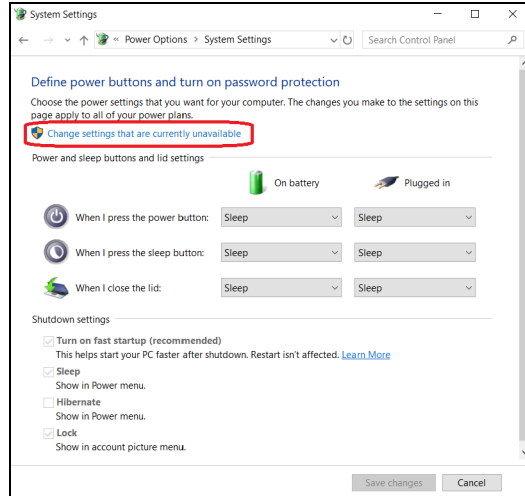 System Settings
« Power Options > System Settings
Search Control Panel
Define power buttons and turn on password protection
Choose the power settings that you want for your computer. The changes you make to the settings on this
page apply to all of your power plans.
Change settings that are currently unavailable
Power and sleep buttons and lid settings
On battery Plugged in
When I press the power button: Sleep Sleep
When I press the sleep button: Sleep Sleep
When I close the lid: Sleep Sleep
Shutdown settings
Turn on fast startup (recommended)
This helps start your PC faster after shutdown. Restart isn't affected. Learn More
Sleep
Show in Power menu.
Hibernate
Show in Power menu.
Lock
Show in account picture menu.
Save changes Cancel